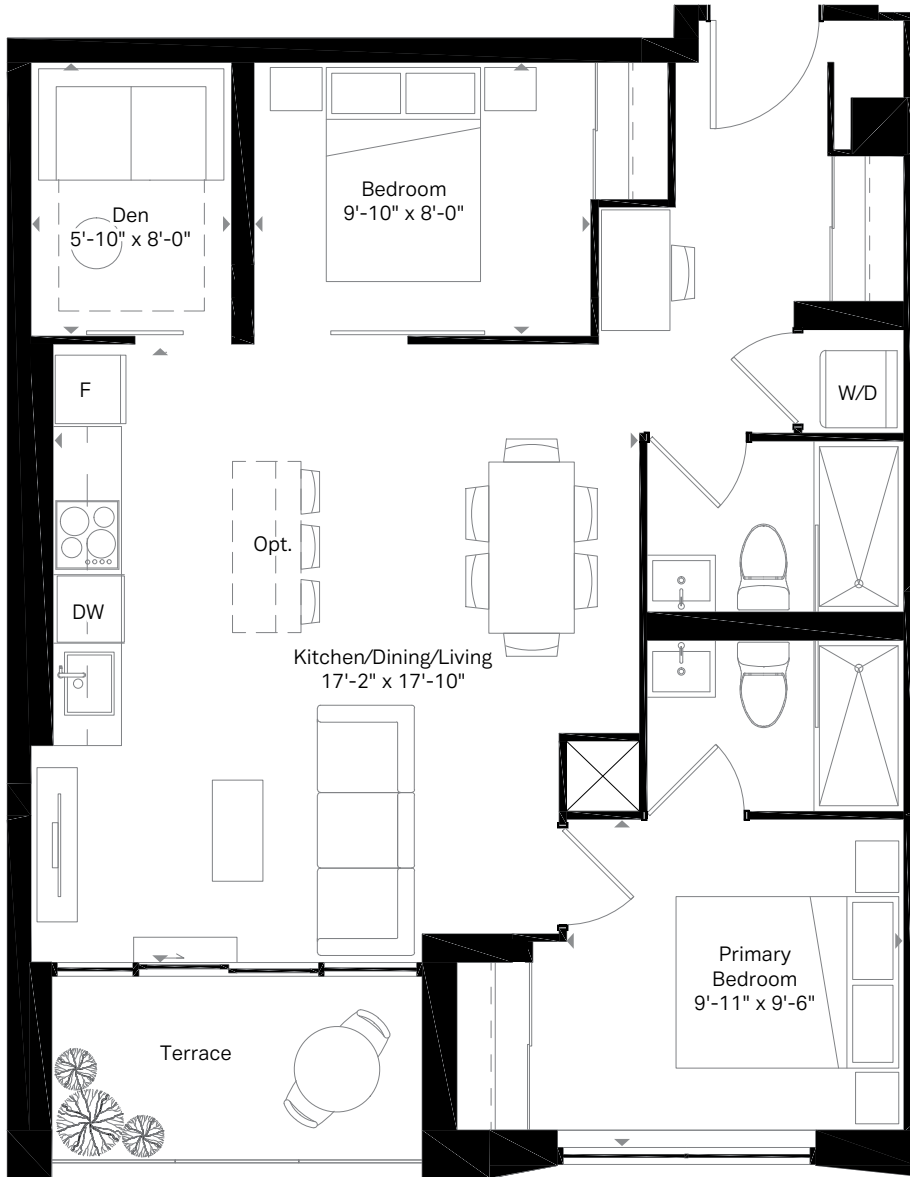 Den
5'-10" x 8'-0"
Bedroom
9'-10" x 8'-0"
F
W/D
Opt.
DW
Kitchen/Dining/Living
17'-2" x 17'-10"
Primary
Bedroom
9'-11" x 9'-6"
Terrace